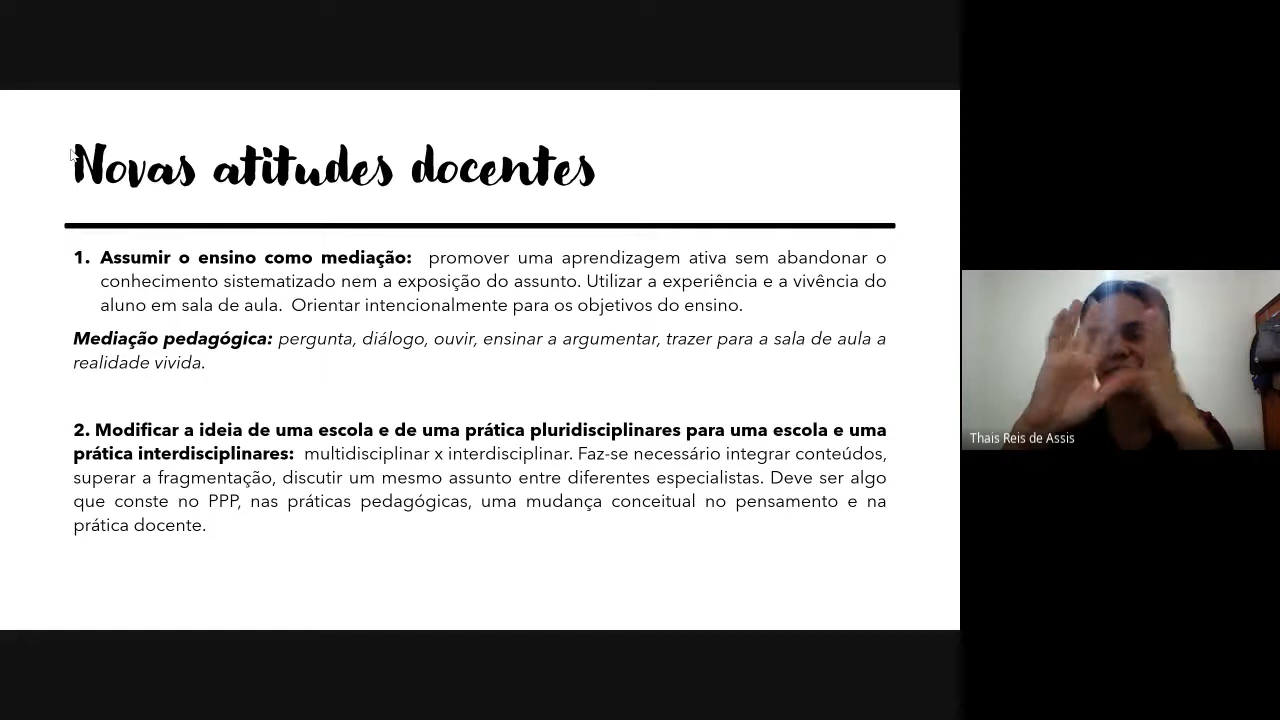 Novas atitudes docentes
1. Assumir o ensino como mediação: promover uma aprendizagem ativa sem abandonar o
conhecimento sistematizado nem a exposição do assunto. Utilizar a experiência e a vivência do
aluno em sala de aula. Orientar intencionalmente para os objetivos do ensino.
Mediação pedagógica: pergunta, diálogo, ouvir, ensinar a argumentar, trazer para a sala de aula a
realidade vivida.
2. Modificar a ideia de uma escola e de uma prática pluridisciplinares para uma escola e uma
prática interdisciplinares: multidisciplinar x interdisciplinar. Faz-se necessário integrar conteúdos,
superar a fragmentação, discutir um mesmo assunto entre diferentes especialistas. Deve ser algo
que conste no PPP, nas práticas pedagógicas, uma mudança conceitual no pensamento e na
prática docente.
Thais Reis de Assis